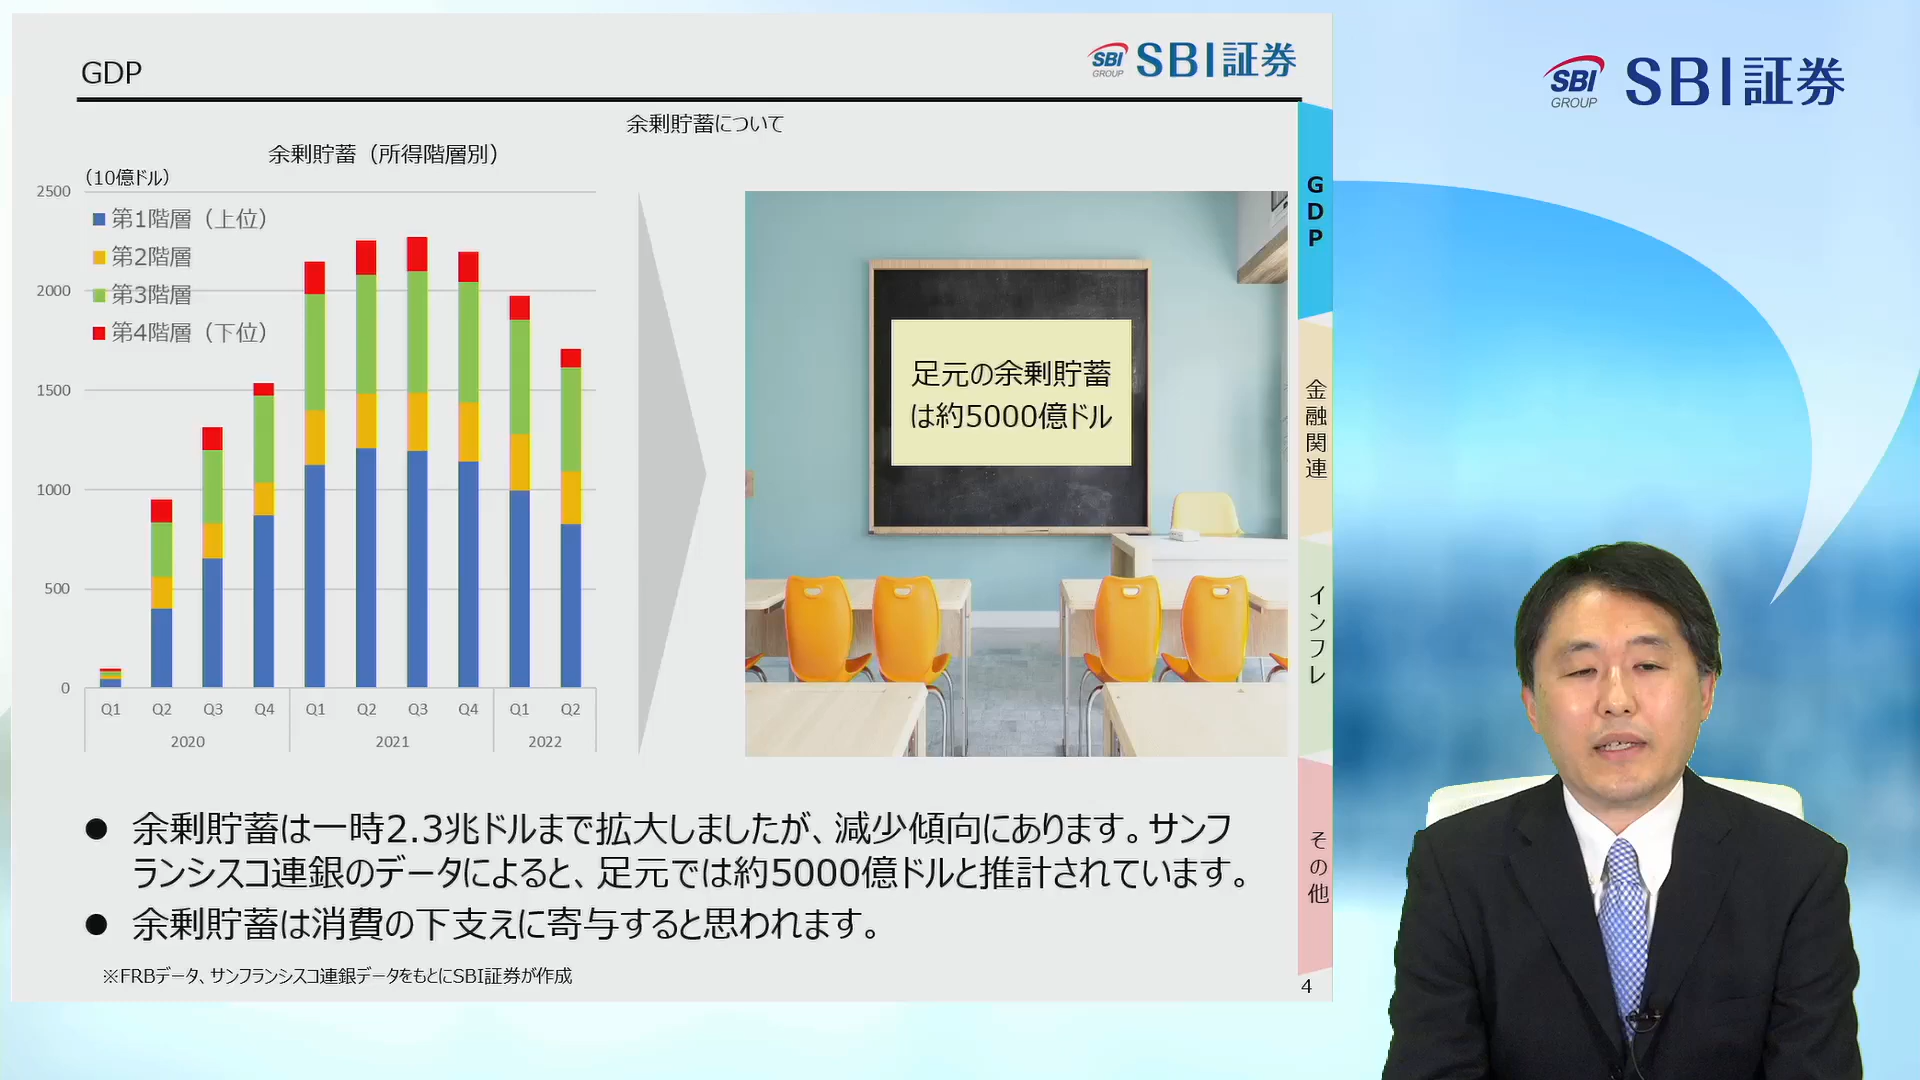 GDP
SBI GROUP SBI証券
余剰貯蓄について
余剰貯蓄（所得階層別）
（10億ドル）
2500
2000
1500
1000
500
0
第1階層（上位）
第2階層
第3階層
第4階層（下位）
Q1 Q2 Q3 Q4 Q1 Q2 Q3 Q4 Q1 Q2
2020 2021 2022
足元の余剰貯蓄
は約5000億ドル
GDP
金融関連
インフレ
その他
● 余剰貯蓄は一時2.3兆ドルまで拡大しましたが、減少傾向にあります。サンフ
ランシスコ連銀のデータによると、足元では約5000億ドルと推計されています。
● 余剰貯蓄は消費の下支えに寄与すると思われます。
※FRBデータ、サンフランシスコ連銀データをもとにSBI証券が作成
4
SBI GROUP SBI証券